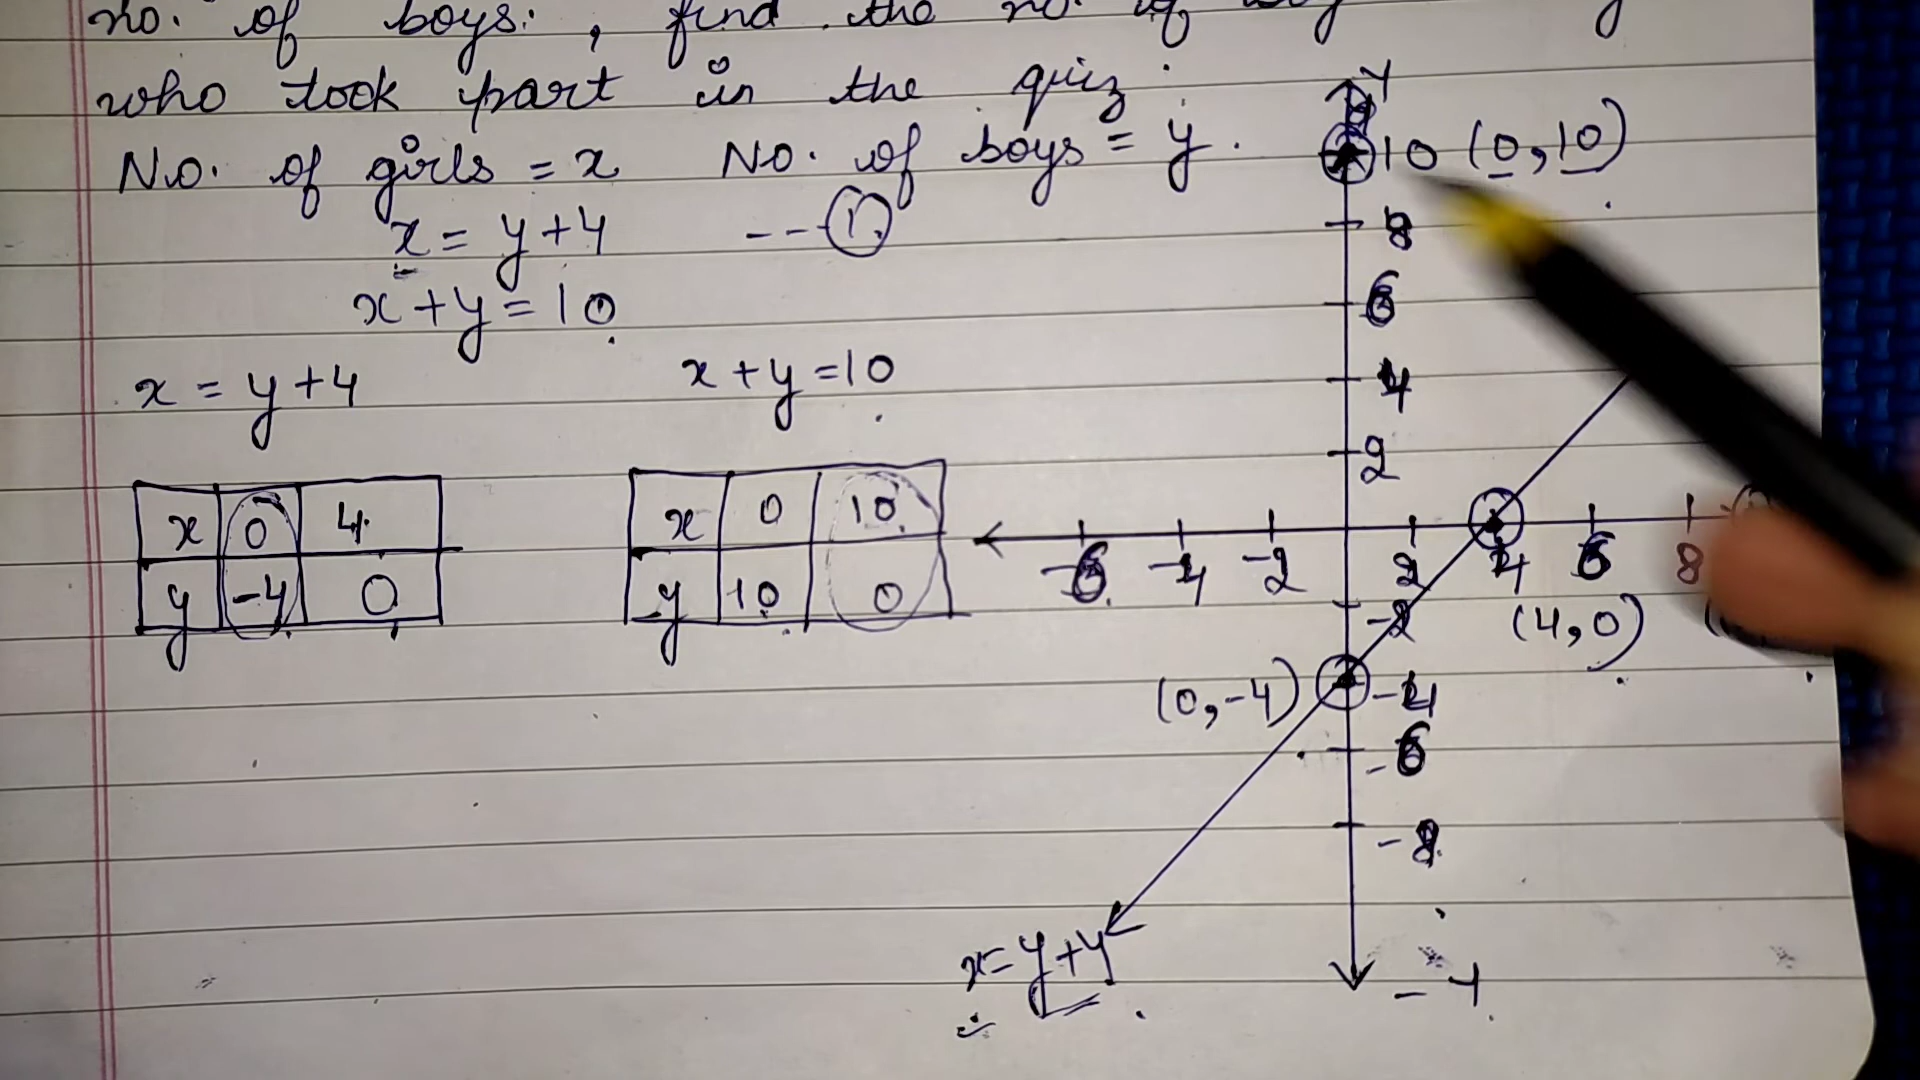 no. of boys. , find the no. of
who took part in the quiz.
No. of girls = x No. of boys = y.
x = y+4 ---①.
x+y=10
x = y+4
x+y=10
x 0 4
y -4 0
x 0 10
y 10 0
Y
10 (0,10)
8
6
4
2
-6 -4 -2 2 4 6 8
-2
(4,0)
(0,-4)
-4
-6
-8
x=y+4
-Y